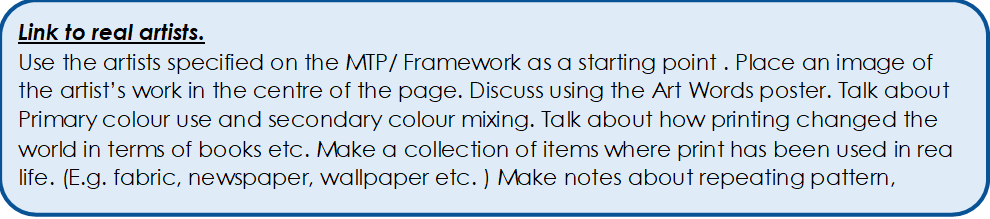 Link to real artists.
Use the artists specified on the MTP/ Framework as a starting point . Place an image of
the artist’s work in the centre of the page. Discuss using the Art Words poster. Talk about
Primary colour use and secondary colour mixing. Talk about how printing changed the
world in terms of books etc. Make a collection of items where print has been used in rea
life. (E.g. fabric, newspaper, wallpaper etc. ) Make notes about repeating pattern,